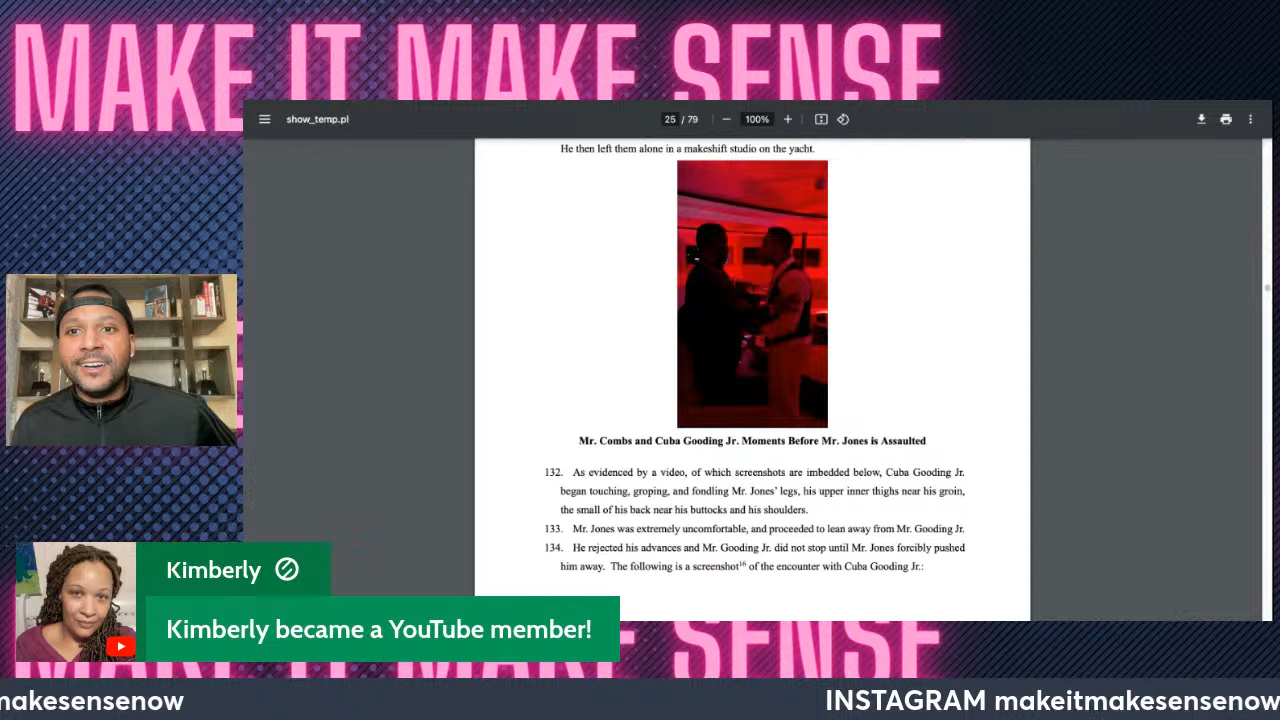 MAKE IT MAKE SENSE
show_temp.pl
25 / 79
100%
He then left them alone in a makeshift studio on the yacht.
Mr. Combs and Cuba Gooding Jr. Moments Before Mr. Jones is Assaulted
132. As evidenced by a video, of which screenshots are imbedded below, Cuba Gooding Jr.
began touching, groping, and fondling Mr. Jones' legs, his upper inner thighs near his groin,
the small of his back near his buttocks and his shoulders.
133. Mr. Jones was extremely uncomfortable, and proceeded to lean away from Mr. Gooding Jr.
134. He rejected his advances and Mr. Gooding Jr. did not stop until Mr. Jones forcibly pushed
him away. The following is a screenshot16 of the encounter with Cuba Gooding Jr.:
Kimberly
Kimberly became a YouTube member!
MAKE IT MAKE SENSE
makesensenow
INSTAGRAM makeitmakesensenow